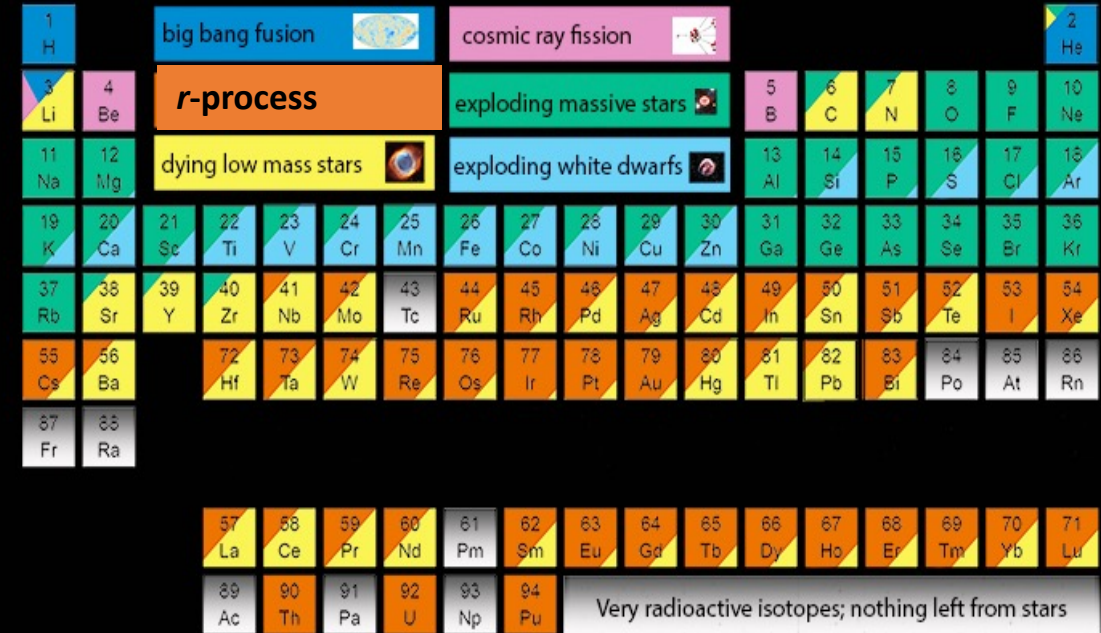 1 2
H big bang fusion cosmic ray fission He
3 4 r-process exploding massive stars 5 6 7 8 9 10
Li Be B C N O F Ne
11 12 dying low mass stars exploding white dwarfs 13 14 15 16 17 18
Na Mg Al Si P S Cl Ar
19 20 21 22 23 24 25 26 27 28 29 30 31 32 33 34 35 36
K Ca Sc Ti V Cr Mn Fe Co Ni Cu Zn Ga Ge As Se Br Kr
37 38 39 40 41 42 43 44 45 46 47 48 49 50 51 52 53 54
Rb Sr Y Zr Nb Mo Tc Ru Rh Pd Ag Cd In Sn Sb Te I Xe
55 56 72 73 74 75 76 77 78 79 80 81 82 83 84 85 86
Cs Ba Hf Ta W Re Os Ir Pt Au Hg Tl Pb Bi Po At Rn
87 88
Fr Ra
57 58 59 60 61 62 63 64 65 66 67 68 69 70 71
La Ce Pr Nd Pm Sm Eu Gd Tb Dy Ho Er Tm Yb Lu
89 90 91 92 93 94 Very radioactive isotopes; nothing left from stars
Ac Th Pa U Np Pu